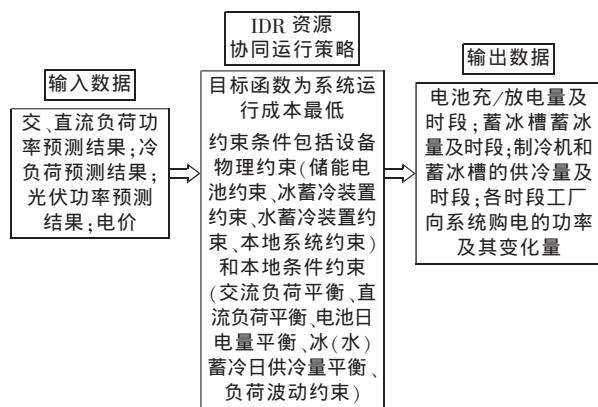 输入数据
交、直流负荷功
率预测结果;冷
负荷预测结果;
光伏功率预测
结果;电价
IDR 资源
协同运行策略
目标函数为系统运
行成本最低
约束条件包括设备
物理约束(储能电
池约束、冰蓄冷装置
约束、水蓄冷装置约
束、本地系统约束)
和本地条件约束
(交流负荷平衡、直
流负荷平衡、电池日
电量平衡、冰(水)
蓄冷日供冷量平衡、
负荷波动约束)
输出数据
电池充/放电量及
时段;蓄冰槽蓄冰
量及时段;制冷机和
蓄冰槽的供冷量及
时段;各时段工厂
向系统购电的功率
及其变化量